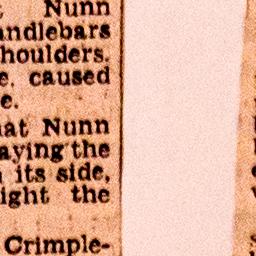 Nunn
andlebars
houlders.
e, caused
e.
at Nunn
aying the
its side,
ight the
Crimple-